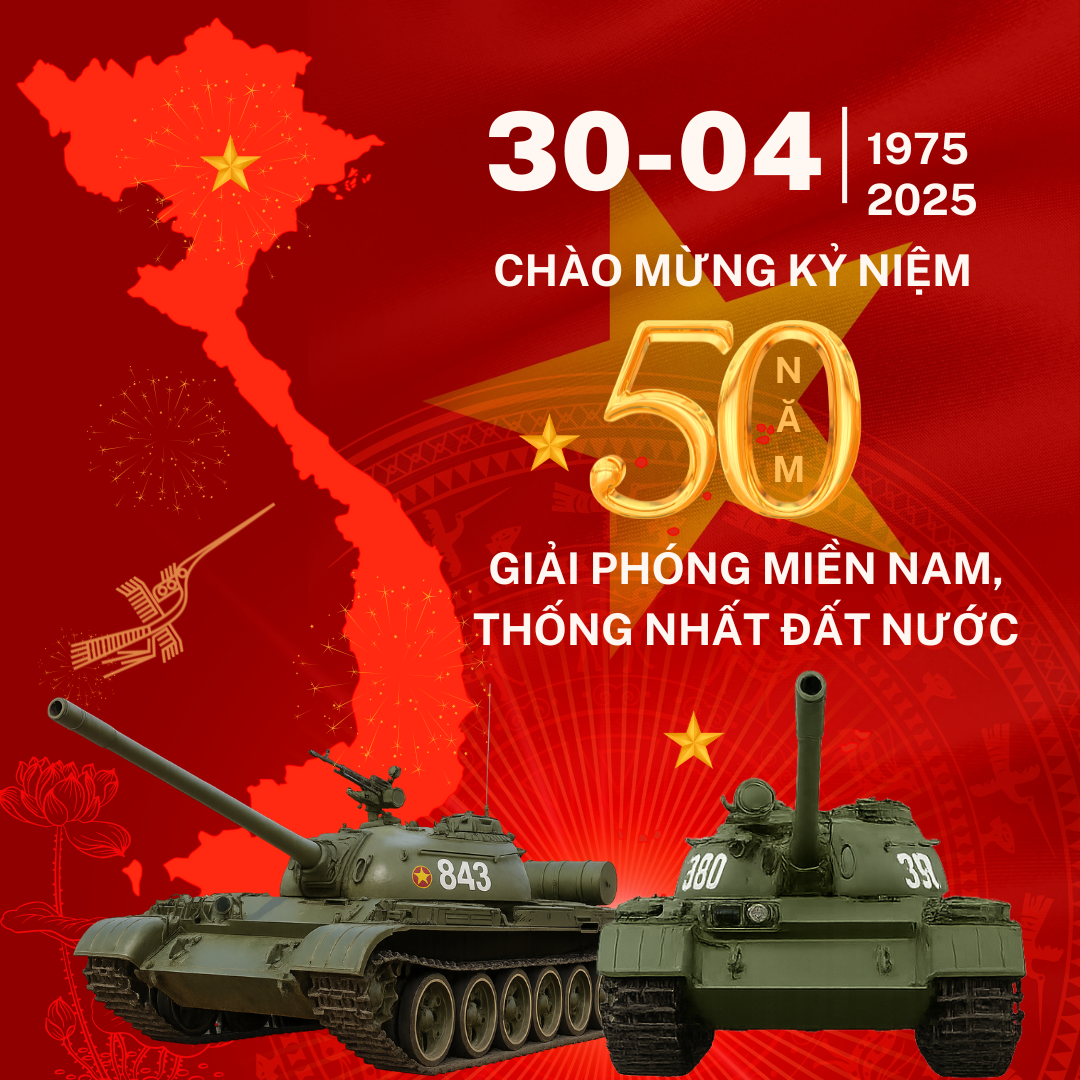 30-04
1975
2025
CHÀO MỪNG KỶ NIỆM
50
NĂM
GIẢI PHÓNG MIỀN NAM,
THỐNG NHẤT ĐẤT NƯỚC
843
380